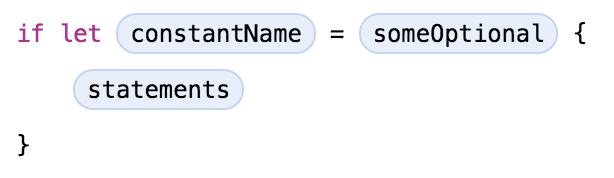 if let constantName = someOptional {
statements
}